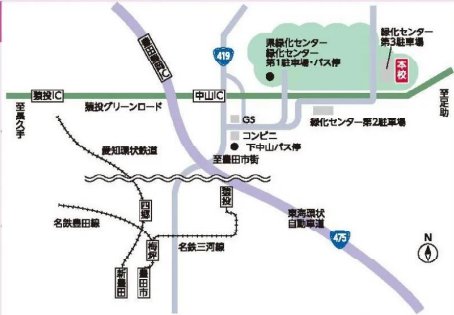 419
県緑化センター
緑化センター
第1駐車場・バス停
緑化センター
第3駐車場
本校
猿投IC
中山IC
猿投グリーンロード
至長久手
至足助
GS
コンビニ
下中山バス停
緑化センター第2駐車場
至豊田市街
愛知環状鉄道
四郷
猿投
名鉄豊田線
梅坪
名鉄三河線
新豊田
豊田市
東海環状
自動車道
475
N